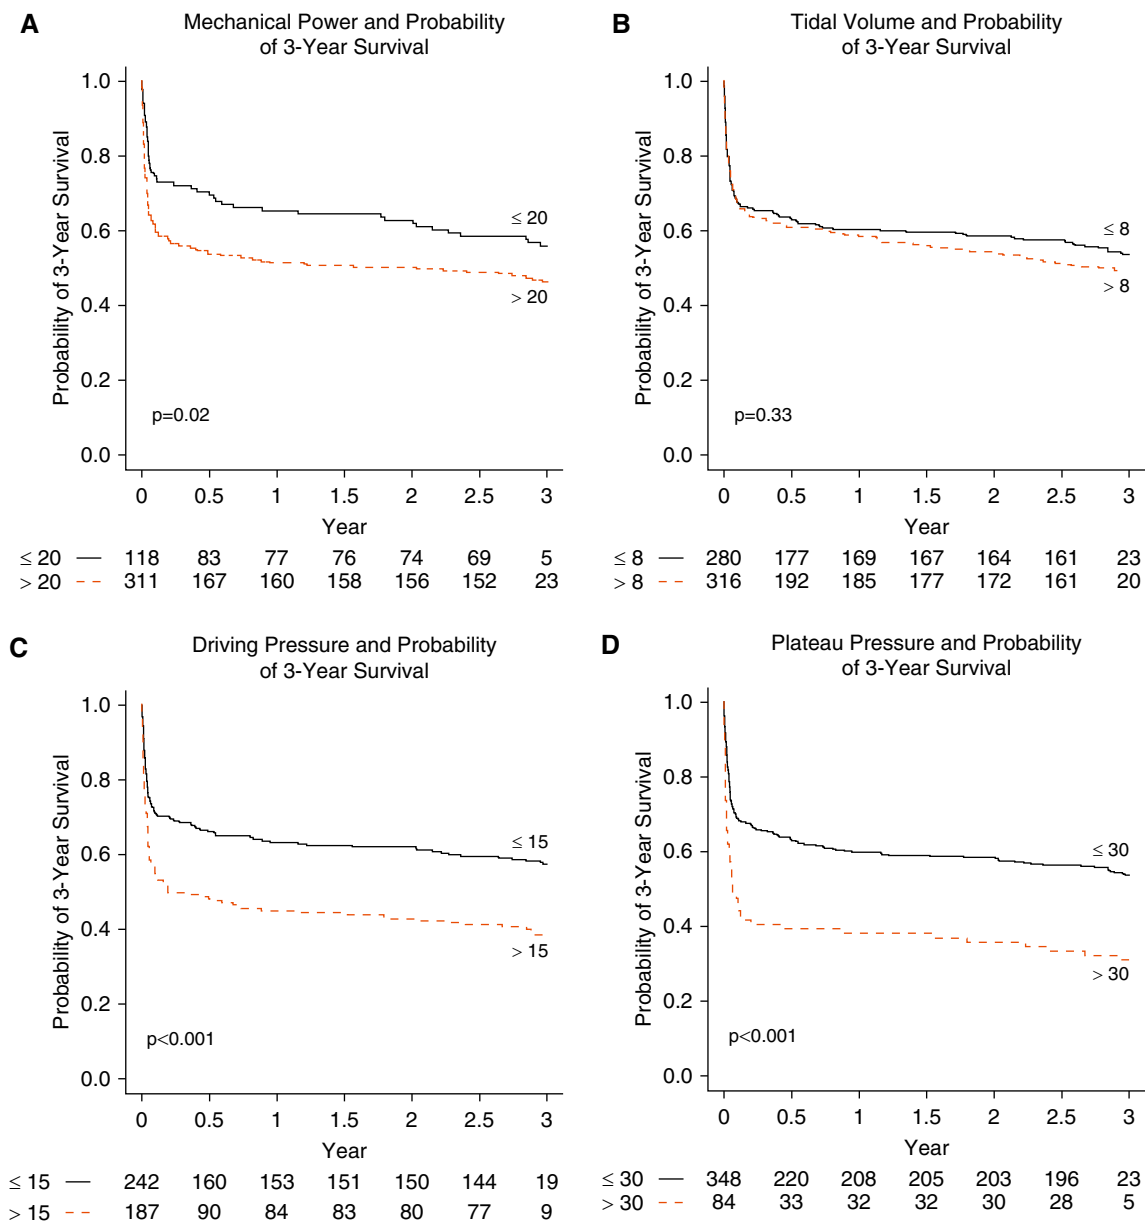 A
Mechanical Power and Probability
of 3-Year Survival
Probability of 3-Year Survival
1.0
0.8
0.6
0.4
0.2
0.0
≤ 20
> 20
p=0.02
0 0.5 1 1.5 2 2.5 3
Year
≤ 20 118 83 77 76 74 69 5
> 20 311 167 160 158 156 152 23
B
Tidal Volume and Probability
of 3-Year Survival
Probability of 3-Year Survival
1.0
0.8
0.6
0.4
0.2
0.0
≤ 8
> 8
p=0.33
0 0.5 1 1.5 2 2.5 3
Year
≤ 8 280 177 169 167 164 161 23
> 8 316 192 185 177 172 161 20
C
Driving Pressure and Probability
of 3-Year Survival
Probability of 3-Year Survival
1.0
0.8
0.6
0.4
0.2
0.0
≤ 15
> 15
p<0.001
0 0.5 1 1.5 2 2.5 3
Year
≤ 15 242 160 153 151 150 144 19
> 15 187 90 84 83 80 77 9
D
Plateau Pressure and Probability
of 3-Year Survival
Probability of 3-Year Survival
1.0
0.8
0.6
0.4
0.2
0.0
≤ 30
> 30
p<0.001
0 0.5 1 1.5 2 2.5 3
Year
≤ 30 348 220 208 205 203 196 23
> 30 84 33 32 32 30 28 5